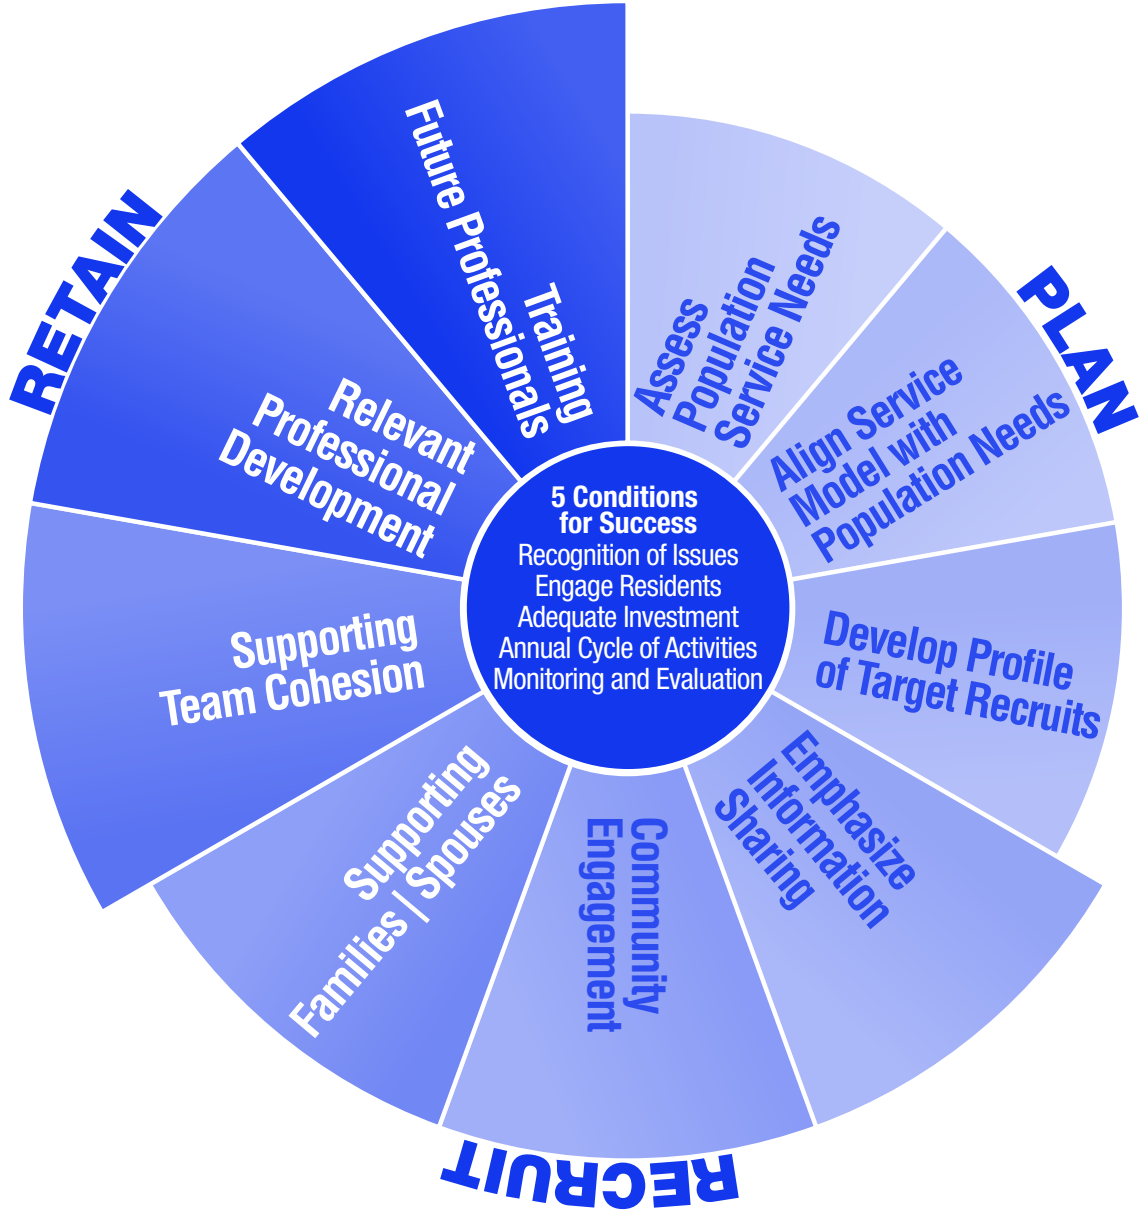 PLAN
Assess
Population
Service Needs
Align Service
Model with
Population Needs
Develop Profile
of Target Recruits
RECRUIT
Emphasize
Information
Sharing
Community
Engagement
Supporting
Families | Spouses
RETAIN
Supporting
Team Cohesion
Relevant
Professional
Development
Training
Future Professionals
5 Conditions
for Success
Recognition of Issues
Engage Residents
Adequate Investment
Annual Cycle of Activities
Monitoring and Evaluation